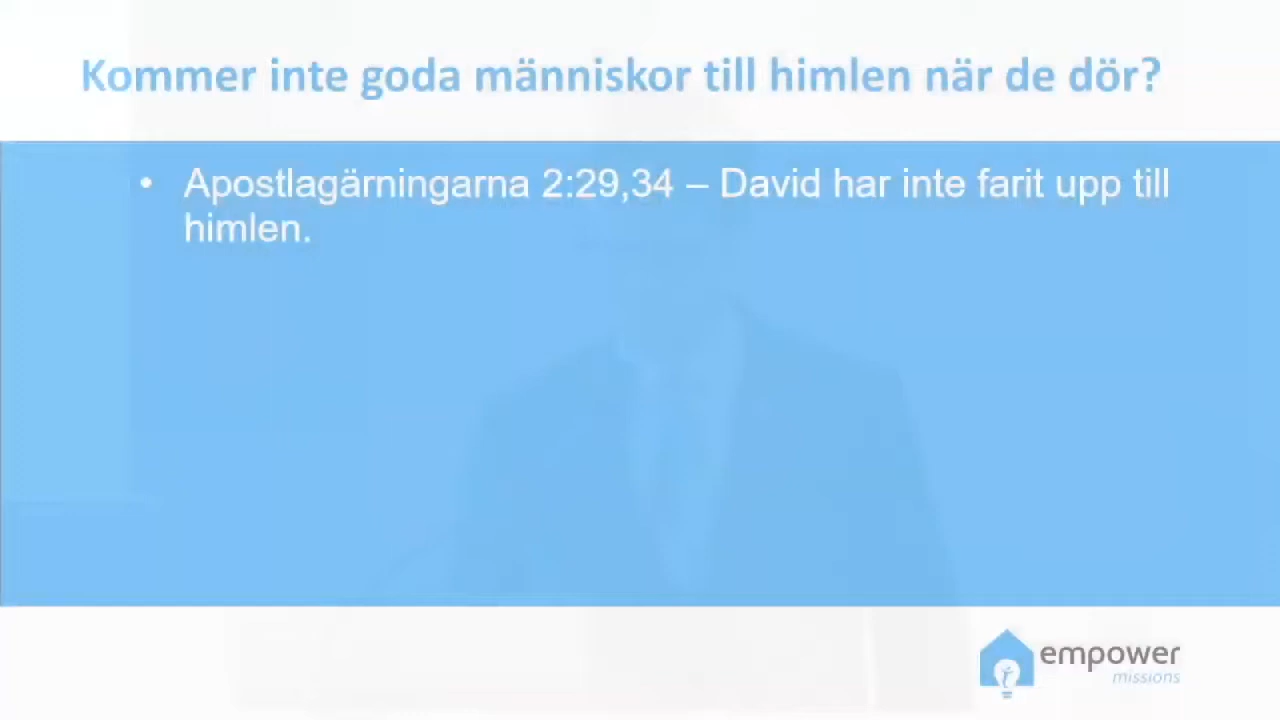 Kommer inte goda människor till himlen när de dör?
• Apostlagärningarna 2:29,34 – David har inte farit upp till
himlen.
empower
missions